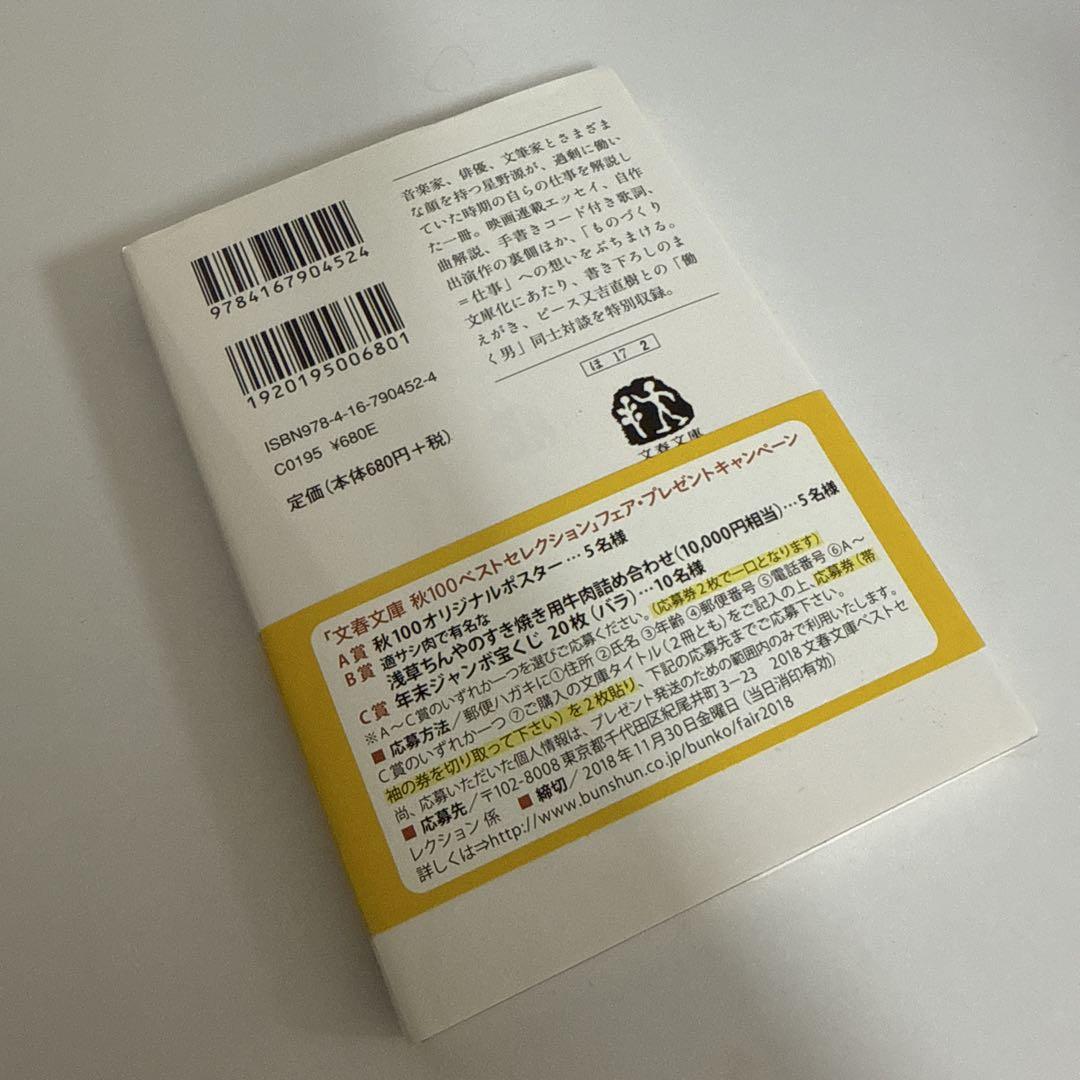 音楽家、俳優、文筆家とさまざま
な顔を持つ星野源が、過剰に働い
ていた時期の自らの仕事を解説し
た一冊。映画連載エッセイ、自作
曲解説、手書きコード付き歌詞、
出演作の裏側ほか、「ものづくり
=仕事」への想いをぶちまける。
文庫化にあたり、書き下ろしのま
えがき、ピース又吉直樹との「働
く男」同士対談を特別収録。
9784167904524
1920195006801
ISBN978-4-16-790452-4
C0195 ¥680E
定価(本体680円+税)
ほ 17 2
文春文庫
「文春文庫 秋100ベストセレクション」フェア・プレゼントキャンペーン
A賞 秋100オリジナルポスター…5名様
適サシ肉で有名な
B賞 浅草ちんやのすき焼き用牛肉詰め合わせ(10,000円相当)…5名様
C賞 年末ジャンボ宝くじ 20枚(バラ)…10名様
※A〜C賞のいずれか一つを選びご応募ください。(応募券2枚で一口となります)
■応募方法/郵便ハガキに①住所 ②氏名 ③年齢 ④郵便番号 ⑤電話番号 ⑥A〜
C賞のいずれか一つ ⑦ご購入の文庫タイトル(2冊とも)をご記入の上、応募券(帯
袖の券を切り取って下さい)を2枚貼り、下記の応募先までご応募下さい。
尚、応募いただいた個人情報は、プレゼント発送のための範囲内のみで利用いたします。
■応募先/〒102-8008 東京都千代田区紀尾井町3-23 2018文春文庫ベストセ
レクション 係 ■締切/2018年11月30日金曜日(当日消印有効)
詳しくは⇒http://www.bunshun.co.jp/bunko/fair2018